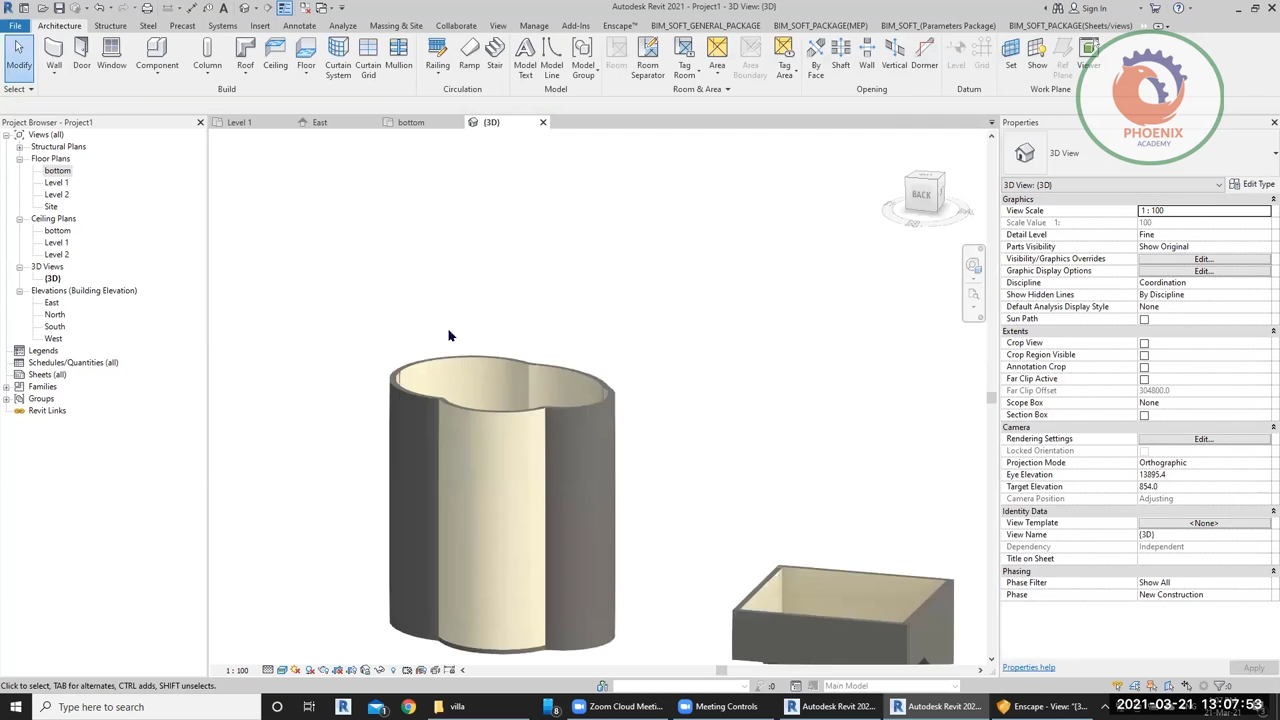 Autodesk Revit 2021 - Project1 - 3D View: {3D}
Sign In
File Architecture Structure Steel Precast Systems Insert Annotate Analyze Massing & Site Collaborate View Manage Add-Ins Enscape™ BIM_SOFT_GENERAL_PACKAGE BIM_SOFT_PACKAGE(MEP) BIM_SOFT (Parameters Package) BIM_SOFT_PACKAGE(Sheets/views)
Modify Wall Door Window Component Column Roof Ceiling Floor Curtain System Curtain Grid Mullion Railing Ramp Stair Model Text Model Line Model Group Room Room Separator Tag Room Area Area Boundary Tag Area By Face Shaft Wall Vertical Dormer Level Grid Set Show Ref Plane Viewer
Select Build Circulation Model Room & Area Opening Datum Work Plane
PHOENIX
ACADEMY
Project Browser - Project1
Level 1 East bottom {3D}
Views (all)
Structural Plans
Floor Plans
bottom
Level 1
Level 2
Site
Ceiling Plans
bottom
Level 1
Level 2
3D Views
{3D}
Elevations (Building Elevation)
East
North
South
West
Legends
Schedules/Quantities (all)
Sheets (all)
Families
Groups
Revit Links
BACK
Properties
3D View
3D View: {3D} Edit Type
Graphics
View Scale 1 : 100
Scale Value 1: 100
Detail Level Fine
Parts Visibility Show Original
Visibility/Graphics Overrides Edit...
Graphic Display Options Edit...
Discipline Coordination
Show Hidden Lines By Discipline
Default Analysis Display Style None
Sun Path
Extents
Crop View
Crop Region Visible
Annotation Crop
Far Clip Active
Far Clip Offset 304800.0
Scope Box None
Section Box
Camera
Rendering Settings Edit...
Locked Orientation
Projection Mode Orthographic
Eye Elevation 13895.4
Target Elevation 854.0
Camera Position Adjusting
Identity Data
View Template <None>
View Name {3D}
Dependency Independent
Title on Sheet
Phasing
Phase Filter Show All
Phase New Construction
Properties help Apply
1 : 100
Click to select, TAB for alternates, CTRL adds, SHIFT unselects.
:0 Main Model :0
Type here to search villa Zoom Cloud Meeti... Meeting Controls Autodesk Revit 202... Autodesk Revit 202... Enscape - "{3...
2021-03-21 13:07:53